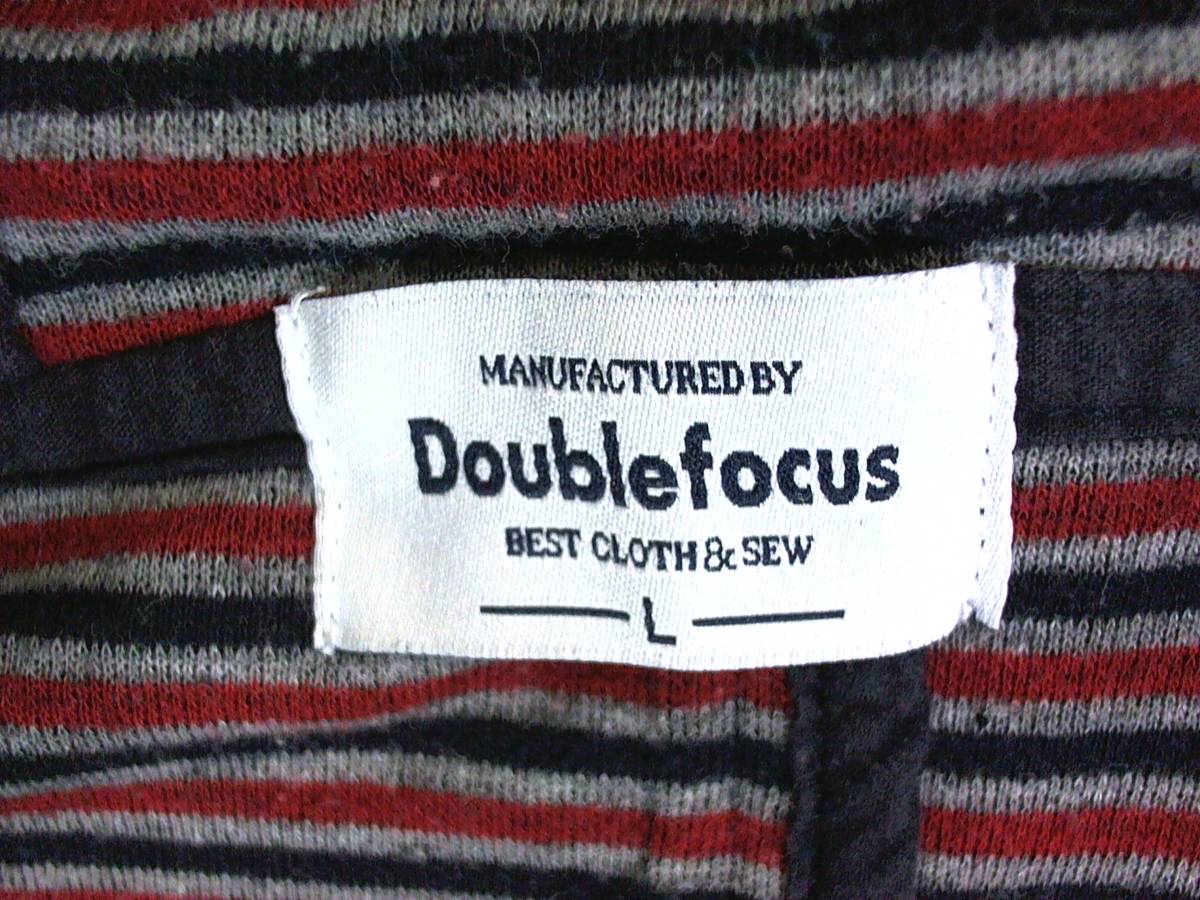 MANUFACTURED BY
Doublefocus
BEST CLOTH & SEW
L